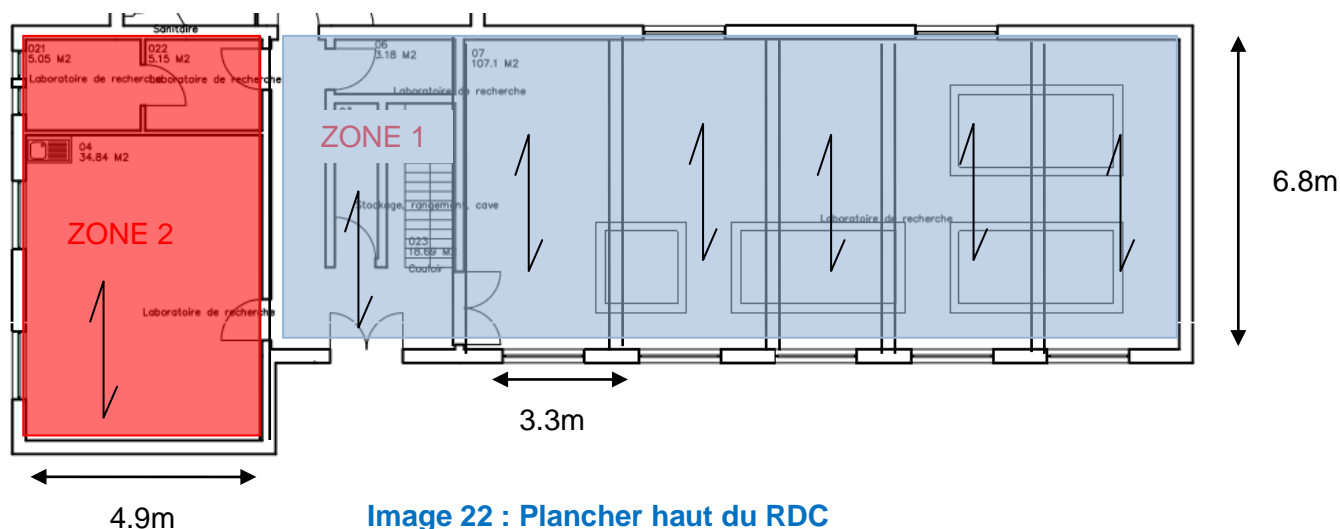 Sanitaire
021
5.05 M2
022
5.15 M2
Laboratoire de recherche
Laboratoire de recherche
06
3.18 M2
07
107.1 M2
Laboratoire de recherche
ZONE 1
04
34.84 M2
6.8m
Stockage, rangement, cave
Laboratoire de recherche
ZONE 2
023
18.69 M2
Couloir
Laboratoire de recherche
3.3m
4.9m
Image 22 : Plancher haut du RDC